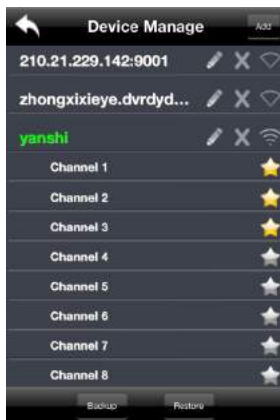 Device Manage
Add
210.21.229.142:9001
zhongxixieye.dvrdyd...
yanshi
Channel 1
Channel 2
Channel 3
Channel 4
Channel 5
Channel 6
Channel 7
Channel 8
Backup
Restore